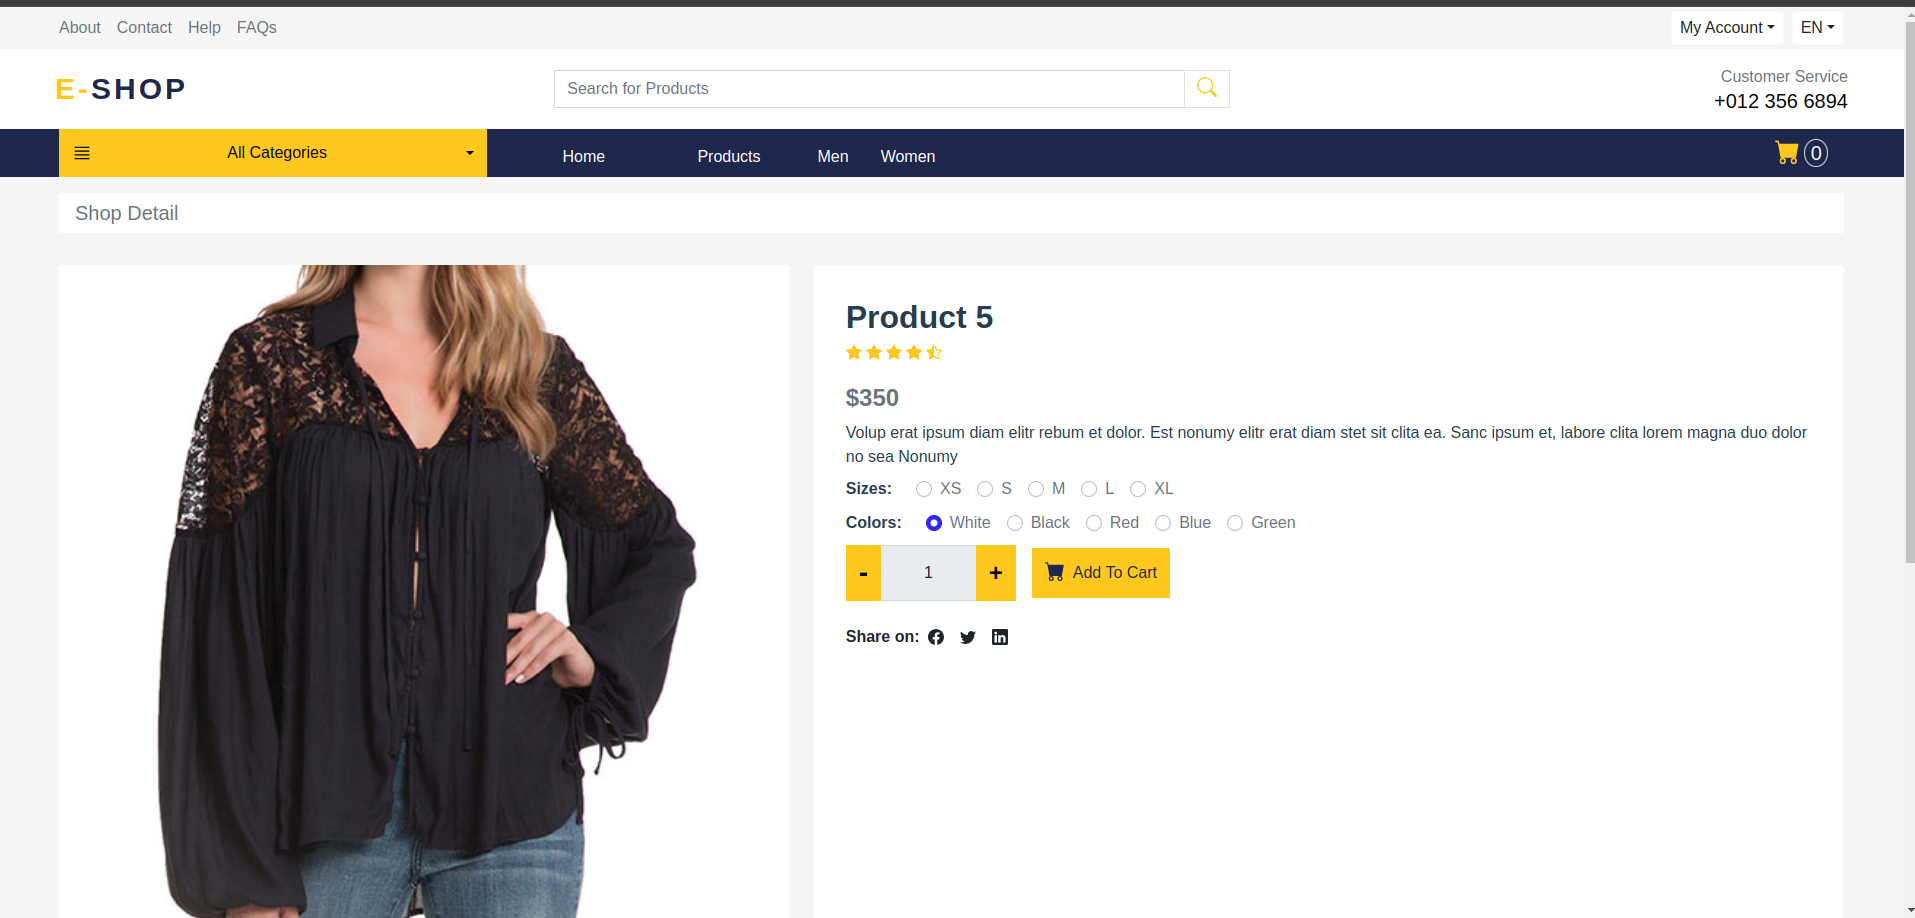 About Contact Help FAQs My Account EN
E-SHOP Search for Products Customer Service
+012 356 6894
All Categories Home Products Men Women 0
Shop Detail
Product 5
$350
Volup erat ipsum diam elitr rebum et dolor. Est nonumy elitr erat diam stet sit clita ea. Sanc ipsum et, labore clita lorem magna duo dolor
no sea Nonumy
Sizes: XS S M L XL
Colors: White Black Red Blue Green
- 1 + Add To Cart
Share on: